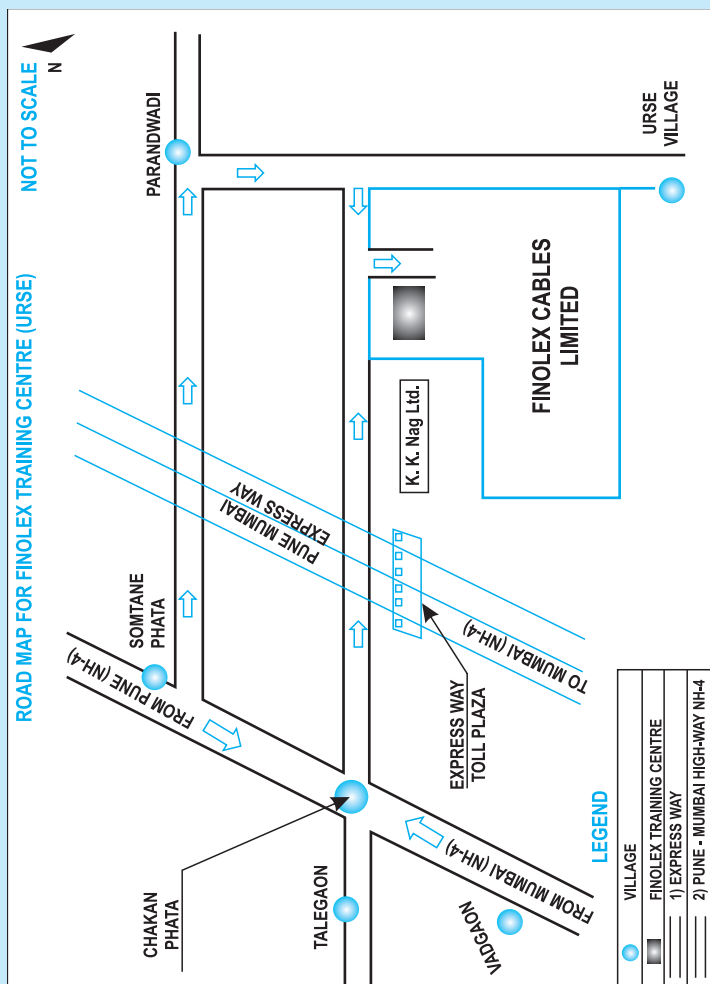 ROAD MAP FOR FINOLEX TRAINING CENTRE (URSE)
NOT TO SCALE
N
SOMTANE
PHATA
PARANDWADI
FROM PUNE (NH-4)
PUNE MUMBAI
EXPRESS WAY
CHAKAN
PHATA
TALEGAON
VADGAON
FROM MUMBAI (NH-4)
EXPRESS WAY
TOLL PLAZA
TO MUMBAI (NH-4)
K. K. Nag Ltd.
FINOLEX CABLES
LIMITED
URSE
VILLAGE
LEGEND
VILLAGE
FINOLEX TRAINING CENTRE
1) EXPRESS WAY
2) PUNE - MUMBAI HIGH-WAY NH-4